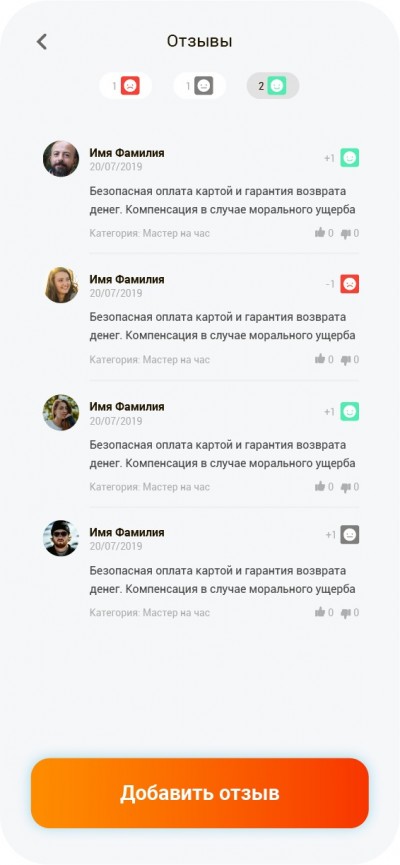 Отзывы
1
1
2
Имя Фамилия
+1
20/07/2019
Безопасная оплата картой и гарантия возврата
денег. Компенсация в случае морального ущерба
Категория: Мастер на час
0 0
Имя Фамилия
-1
20/07/2019
Безопасная оплата картой и гарантия возврата
денег. Компенсация в случае морального ущерба
Категория: Мастер на час
0 0
Имя Фамилия
+1
20/07/2019
Безопасная оплата картой и гарантия возврата
денег. Компенсация в случае морального ущерба
Категория: Мастер на час
0 0
Имя Фамилия
+1
20/07/2019
Безопасная оплата картой и гарантия возврата
денег. Компенсация в случае морального ущерба
Категория: Мастер на час
0 0
Добавить отзыв